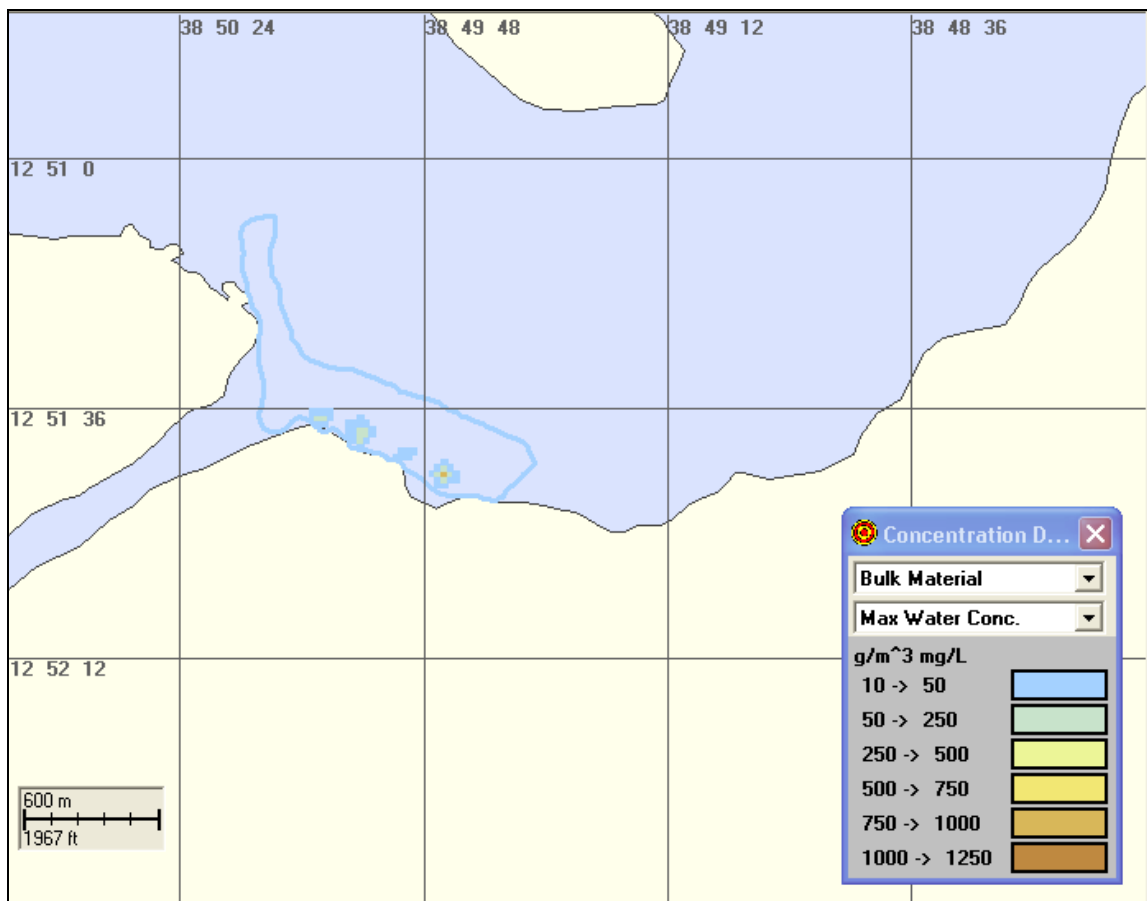 38 50 24
38 49 48
38 49 12
38 48 36
12 51 0
12 51 36
12 52 12
600 m
1967 ft
Concentration D...
Bulk Material
Max Water Conc.
g/m^3 mg/L
10 -> 50
50 -> 250
250 -> 500
500 -> 750
750 -> 1000
1000 -> 1250